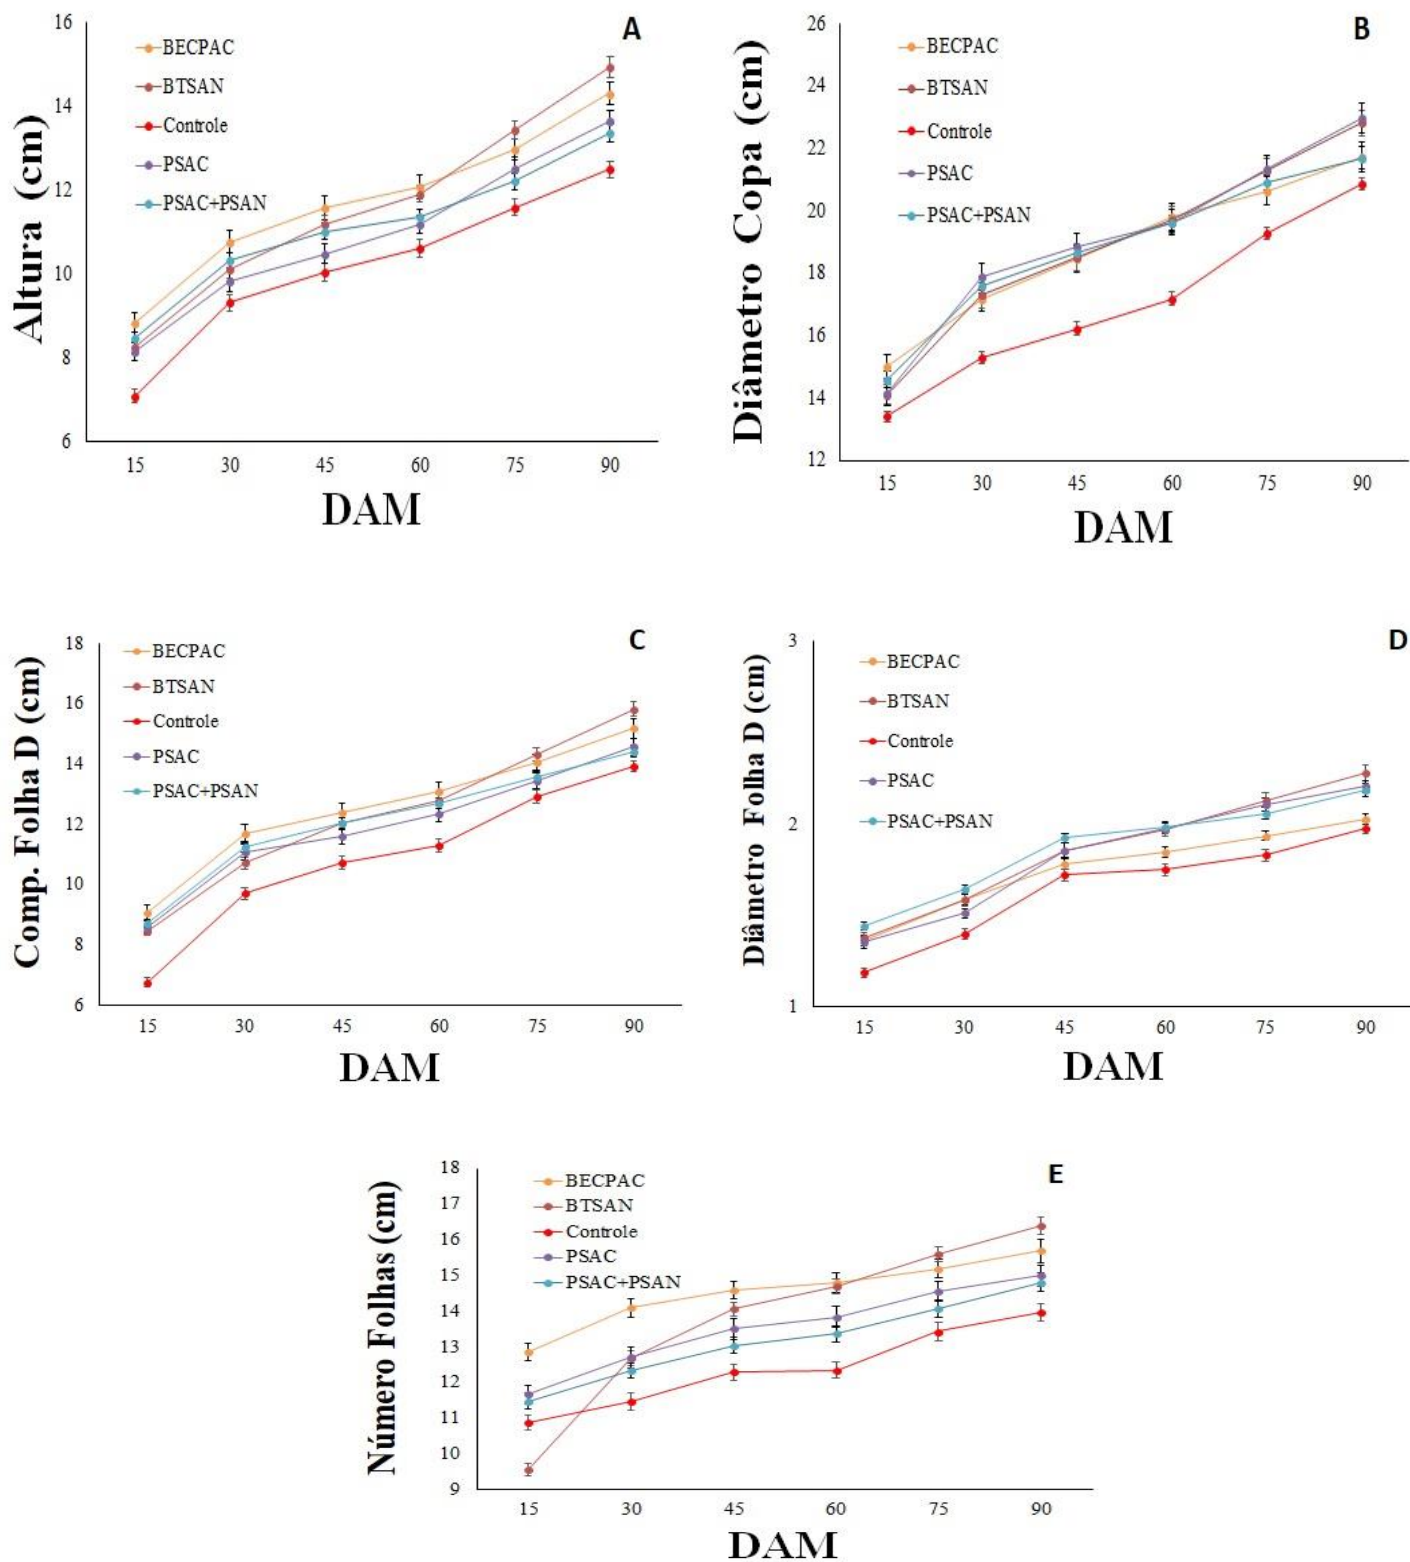 A
Altura (cm)
16
14
12
10
8
6
BECPAC
BTSAN
Controle
PSAC
PSAC+PSAN
15 30 45 60 75 90
DAM
B
Diâmetro Copa (cm)
26
24
22
20
18
16
14
12
BECPAC
BTSAN
Controle
PSAC
PSAC+PSAN
15 30 45 60 75 90
DAM
C
Comp. Folha D (cm)
18
16
14
12
10
8
6
BECPAC
BTSAN
Controle
PSAC
PSAC+PSAN
15 30 45 60 75 90
DAM
D
Diâmetro Folha D (cm)
3
2
1
BECPAC
BTSAN
Controle
PSAC
PSAC+PSAN
15 30 45 60 75 90
DAM
E
Número Folhas (cm)
18
17
16
15
14
13
12
11
10
9
BECPAC
BTSAN
Controle
PSAC
PSAC+PSAN
15 30 45 60 75 90
DAM